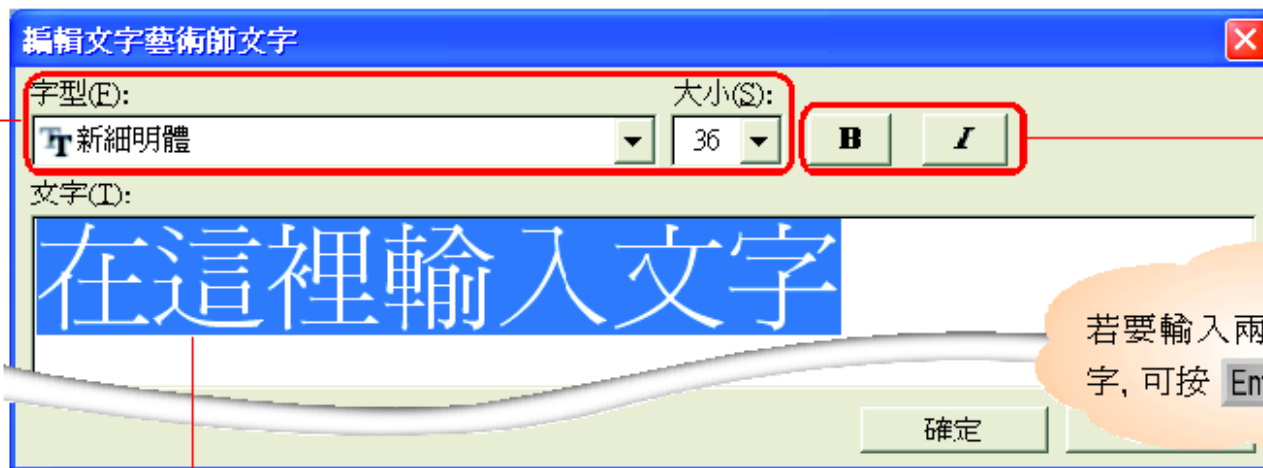 編輯文字藝術師文字
字型(F): 大小(S):
新細明體 36 B I
文字(T):
在這裡輸入文字
若要輸入兩
字, 可按 En
確定